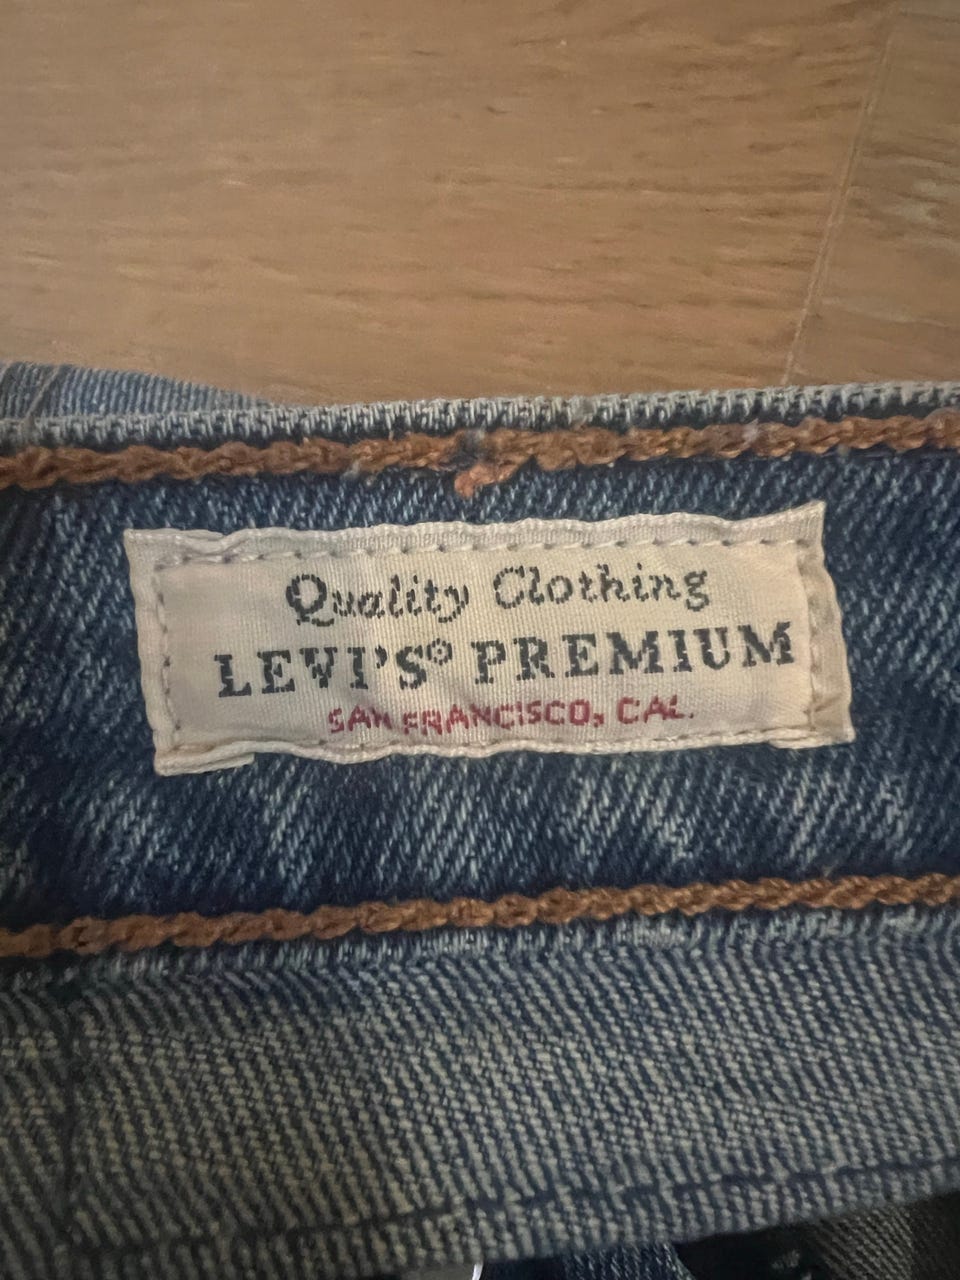 Quality Clothing
LEVI'S® PREMIUM
SAN FRANCISCO, CAL.